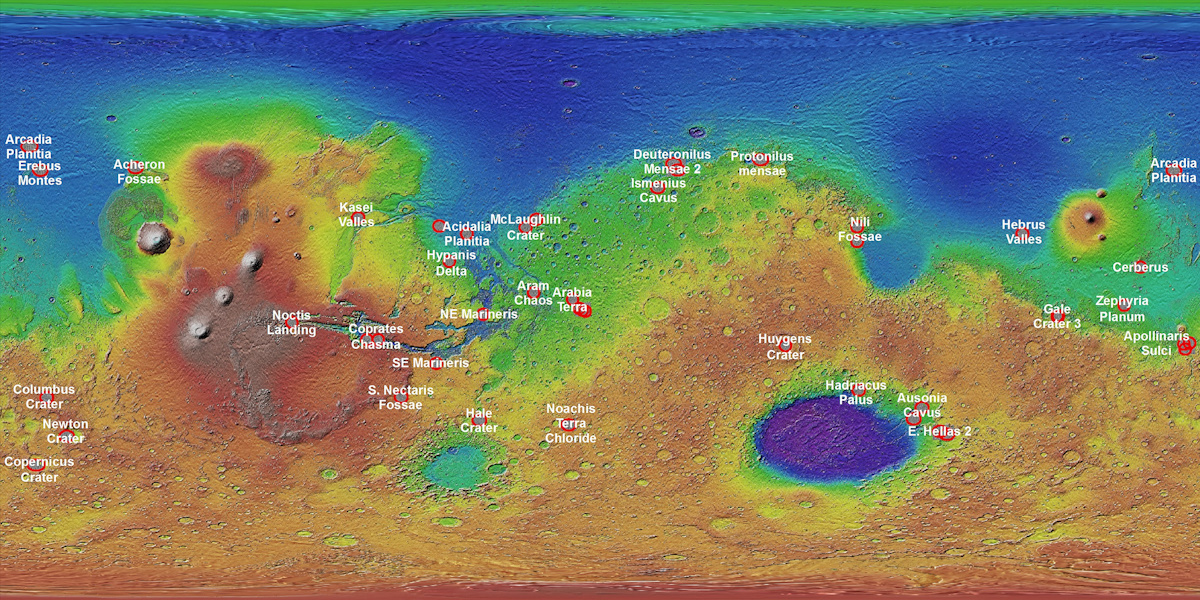 Arcadia
Planitia
Erebus
Montes
Acheron
Fossae
Kasei
Valles
Acidalia
Planitia
McLaughlin
Crater
Hypanis
Delta
Deuteronilus
Mensae 2
Ismenius
Cavus
Protonilus
mensae
Nili
Fossae
Hebrus
Valles
Arcadia
Planitia
Cerberus
Aram
Chaos
Arabia
Terra
NE Marineris
Noctis
Landing
Coprates
Chasma
SE Marineris
Huygens
Crater
Gale
Crater 3
Zephyria
Planum
Apollinaris
Sulci
Columbus
Crater
Newton
Crater
Copernicus
Crater
S. Nectaris
Fossae
Hale
Crater
Noachis
Terra
Chloride
Hadriacus
Palus
Ausonia
Cavus
E. Hellas 2